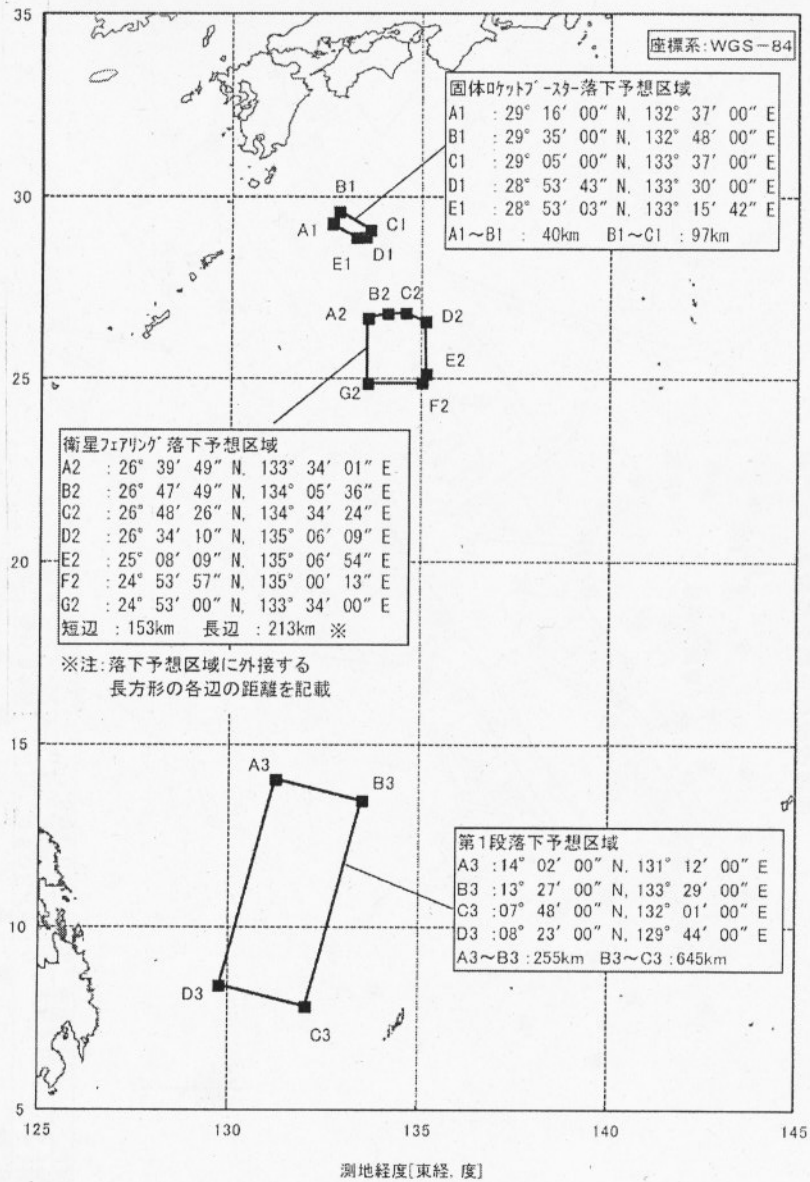 35
座標系:WGS-84
固体ロケットブースター落下予想区域
A1 : 29° 16′ 00″ N, 132° 37′ 00″ E
B1 : 29° 35′ 00″ N, 132° 48′ 00″ E
C1 : 29° 05′ 00″ N, 133° 37′ 00″ E
D1 : 28° 53′ 43″ N, 133° 30′ 00″ E
E1 : 28° 53′ 03″ N, 133° 15′ 42″ E
A1~B1 : 40km B1~C1 : 97km
30
B1
A1
C1
E1
D1
B2
C2
A2
D2
E2
25
G2
F2
衛星フェアリング落下予想区域
A2 : 26° 39′ 49″ N, 133° 34′ 01″ E
B2 : 26° 47′ 49″ N, 134° 05′ 36″ E
C2 : 26° 48′ 26″ N, 134° 34′ 24″ E
D2 : 26° 34′ 10″ N, 135° 06′ 09″ E
E2 : 25° 08′ 09″ N, 135° 06′ 54″ E
F2 : 24° 53′ 57″ N, 135° 00′ 13″ E
G2 : 24° 53′ 00″ N, 133° 34′ 00″ E
短辺 : 153km 長辺 : 213km ※
20
※注:落下予想区域に外接する
長方形の各辺の距離を記載
15
A3
B3
第1段落下予想区域
A3 :14° 02′ 00″ N, 131° 12′ 00″ E
B3 :13° 27′ 00″ N, 133° 29′ 00″ E
C3 :07° 48′ 00″ N, 132° 01′ 00″ E
D3 :08° 23′ 00″ N, 129° 44′ 00″ E
A3~B3 :255km B3~C3 :645km
10
D3
C3
5
125
130
135
140
145
測地経度[東経, 度]